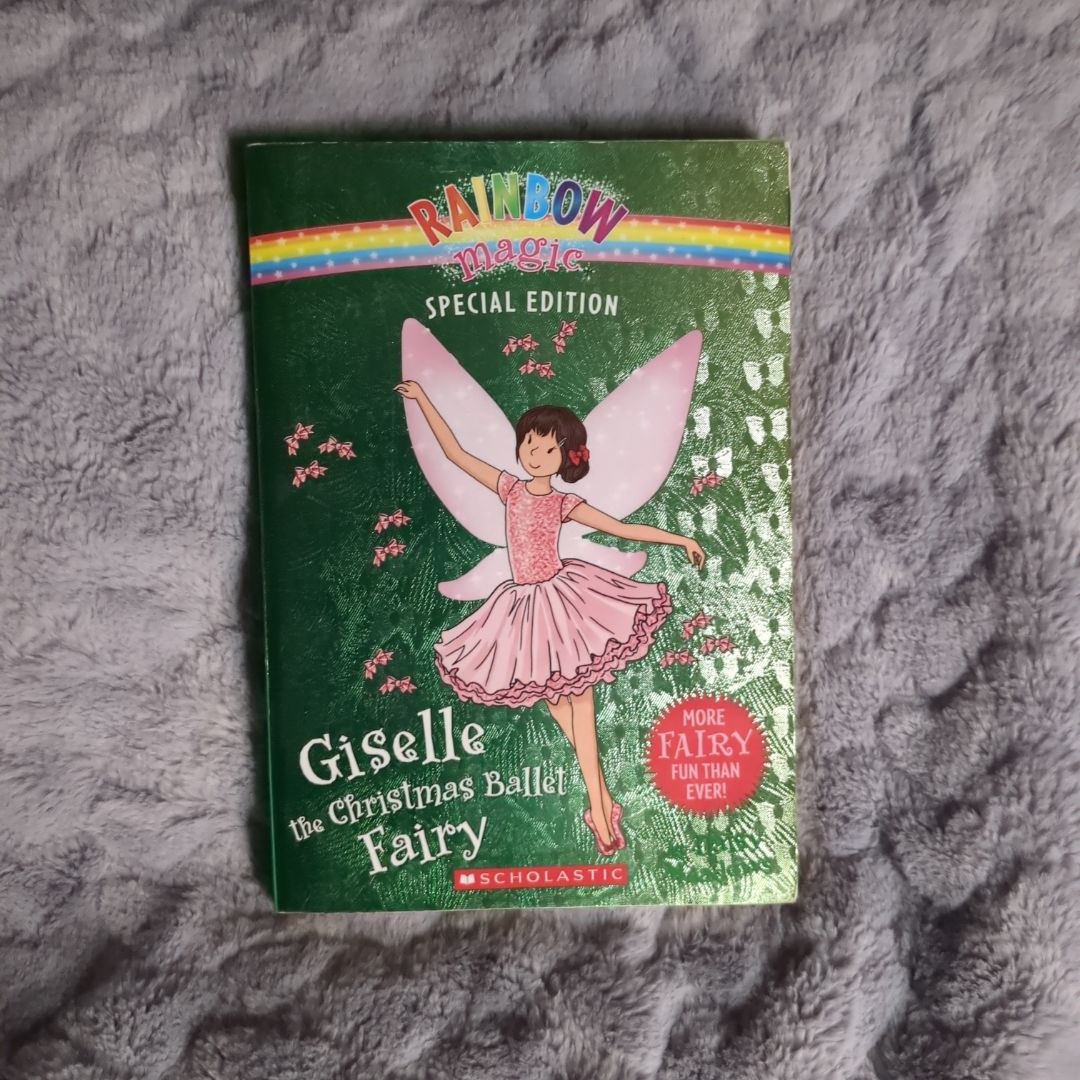 RAINBOW
magic
SPECIAL EDITION
Giselle
the Christmas Ballet
Fairy
MORE
FAIRY
FUN THAN
EVER!
SCHOLASTIC